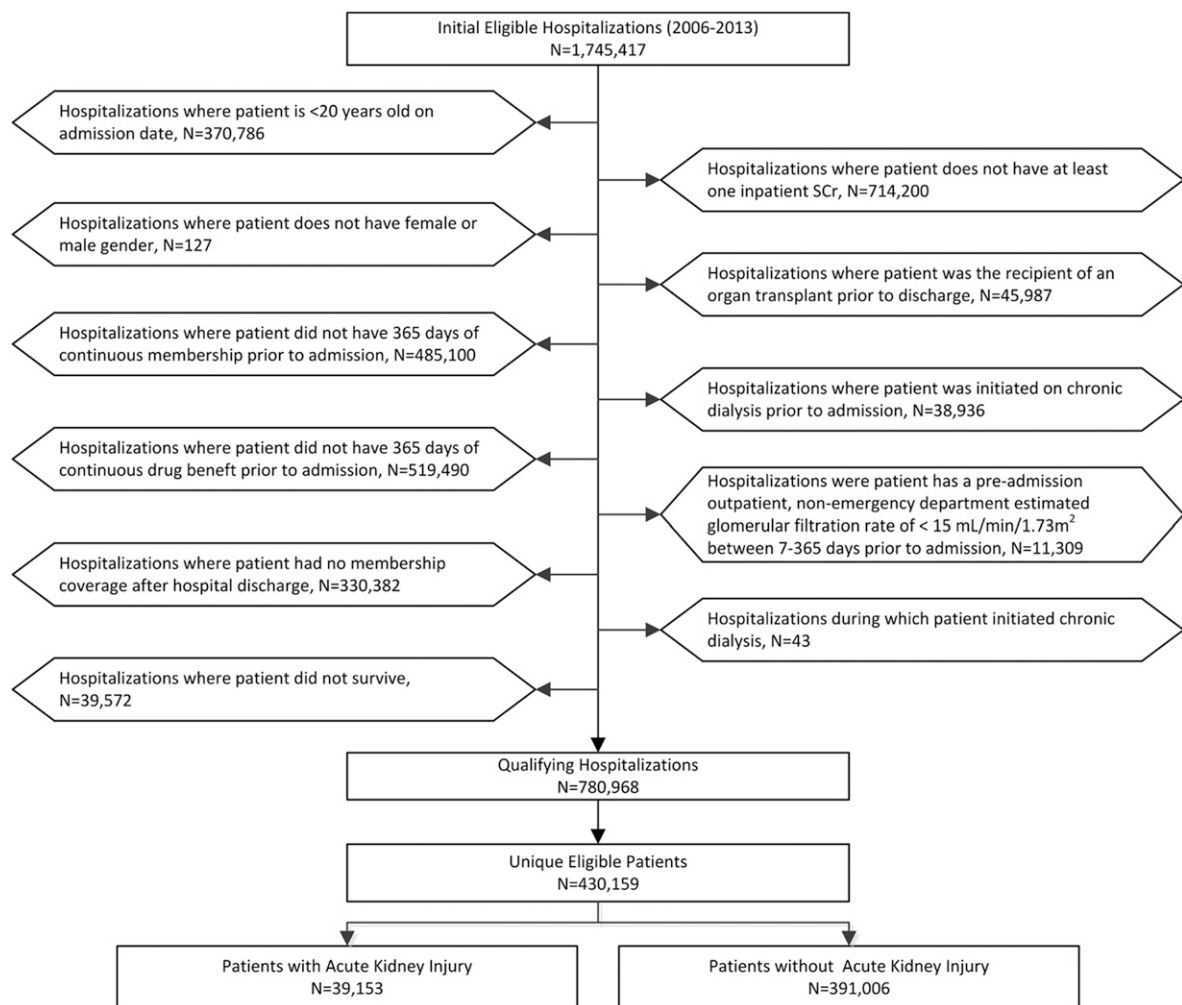 Initial Eligible Hospitalizations (2006-2013)
N=1,745,417
Hospitalizations where patient is <20 years old on
admission date, N=370,786
Hospitalizations where patient does not have at least
one inpatient SCr, N=714,200
Hospitalizations where patient does not have female or
male gender, N=127
Hospitalizations where patient was the recipient of an
organ transplant prior to discharge, N=45,987
Hospitalizations where patient did not have 365 days of
continuous membership prior to admission, N=485,100
Hospitalizations where patient was initiated on chronic
dialysis prior to admission, N=38,936
Hospitalizations where patient did not have 365 days of
continuous drug beneft prior to admission, N=519,490
Hospitalizations were patient has a pre-admission
outpatient, non-emergency department estimated
glomerular filtration rate of < 15 mL/min/1.73m²
between 7-365 days prior to admission, N=11,309
Hospitalizations where patient had no membership
coverage after hospital discharge, N=330,382
Hospitalizations during which patient initiated chronic
dialysis, N=43
Hospitalizations where patient did not survive,
N=39,572
Qualifying Hospitalizations
N=780,968
Unique Eligible Patients
N=430,159
Patients with Acute Kidney Injury
N=39,153
Patients without  Acute Kidney Injury
N=391,006